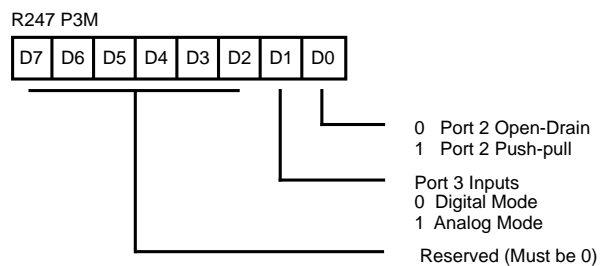 R247 P3M
D7 D6 D5 D4 D3 D2 D1 D0
0 Port 2 Open-Drain
1 Port 2 Push-pull
Port 3 Inputs
0 Digital Mode
1 Analog Mode
Reserved (Must be 0)